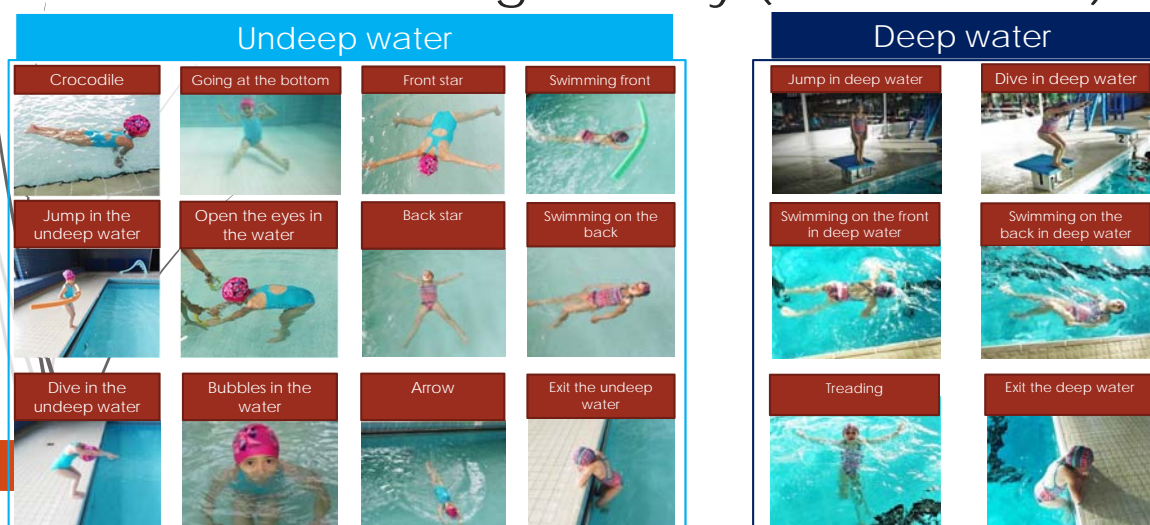 Undeep water
Deep water
Crocodile
Going at the bottom
Front star
Swimming front
Jump in deep water
Dive in deep water
Jump in the
undeep water
Open the eyes in
the water
Back star
Swimming on the
back
Swimming on the front
in deep water
Swimming on the
back in deep water
Dive in the
undeep water
Bubbles in the
water
Arrow
Exit the undeep
water
Treading
Exit the deep water